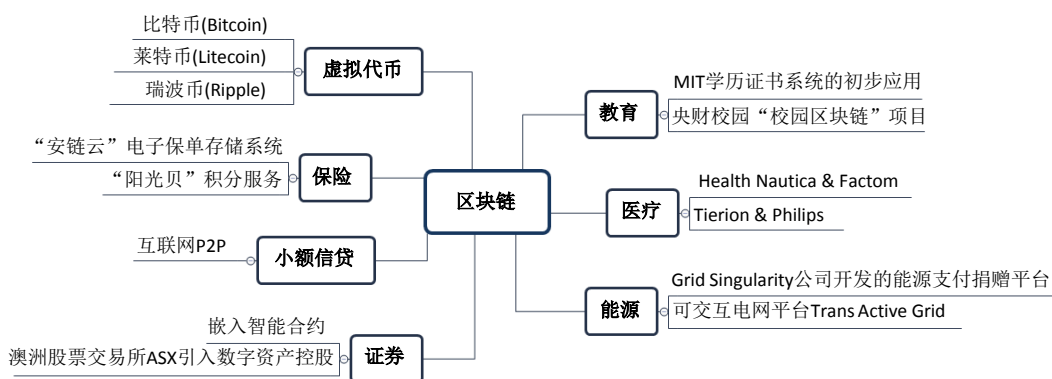 比特币(Bitcoin)
莱特币(Litecoin)
瑞波币(Ripple)
虚拟代币
“安链云”电子保单存储系统
“阳光贝”积分服务
保险
互联网P2P
小额信贷
嵌入智能合约
澳洲股票交易所ASX引入数字资产控股
证券
区块链
教育
MIT学历证书系统的初步应用
央财校园“校园区块链”项目
医疗
Health Nautica & Factom
Tierion & Philips
能源
Grid Singularity公司开发的能源支付捐赠平台
可交互电网平台Trans Active Grid